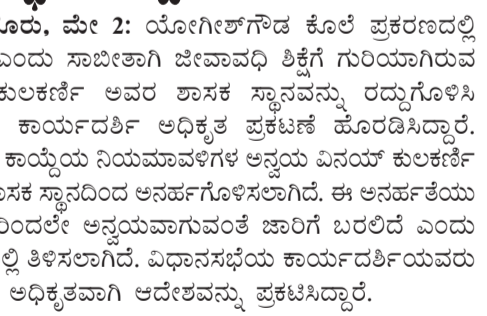 ೂರು, ಮೇ 2: ಯೋಗೀಶ್‌ಗೌಡ ಕೊಲೆ ಪ್ರಕರಣದಲ್ಲಿ
ಎಂದು ಸಾಬೀತಾಗಿ ಜೀವಾವಧಿ ಶಿಕ್ಷೆಗೆ ಗುರಿಯಾಗಿರುವ
ಕುಲಕರ್ಣಿ ಅವರ ಶಾಸಕ ಸ್ಥಾನವನ್ನು ರದ್ದುಗೊಳಿಸಿ
ಕಾರ್ಯದರ್ಶಿ ಅಧಿಕೃತ ಪ್ರಕಟಣೆ ಹೊರಡಿಸಿದ್ದಾರೆ.
ಕಾಯ್ದೆಯ ನಿಯಮಾವಳಿಗಳ ಅನ್ವಯ ವಿನಯ್ ಕುಲಕರ್ಣಿ
ಾಸಕ ಸ್ಥಾನದಿಂದ ಅನರ್ಹಗೊಳಿಸಲಾಗಿದೆ. ಈ ಅನರ್ಹತೆಯು
ರಿಂದಲೇ ಅನ್ವಯವಾಗುವಂತೆ ಜಾರಿಗೆ ಬರಲಿದೆ ಎಂದು
ಲ್ಲಿ ತಿಳಿಸಲಾಗಿದೆ. ವಿಧಾನಸಭೆಯ ಕಾರ್ಯದರ್ಶಿಯವರು
ಅಧಿಕೃತವಾಗಿ ಆದೇಶವನ್ನು ಪ್ರಕಟಿಸಿದ್ದಾರೆ.